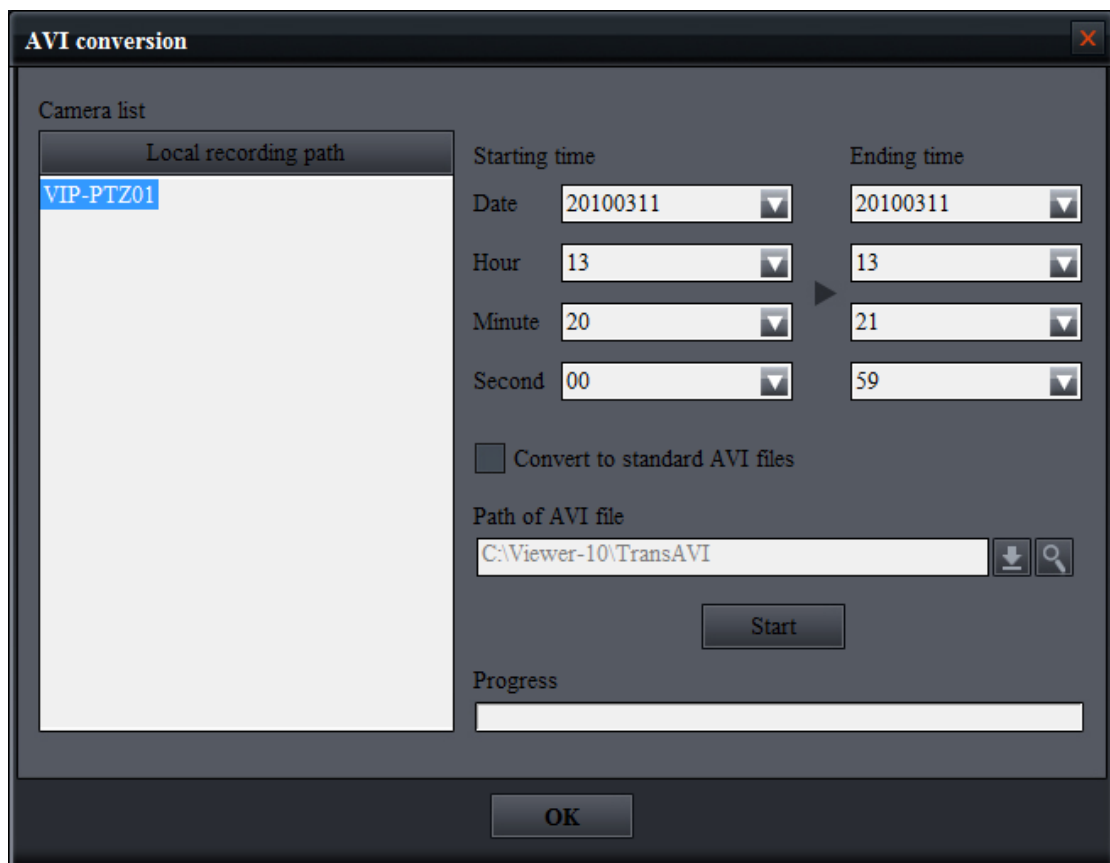 AVI conversion
Camera list
Local recording path
VIP-PTZ01
Starting time
Ending time
Date 20100311 20100311
Hour 13 13
Minute 20 21
Second 00 59
Convert to standard AVI files
Path of AVI file
C:\Viewer-10\TransAVI
Start
Progress
OK